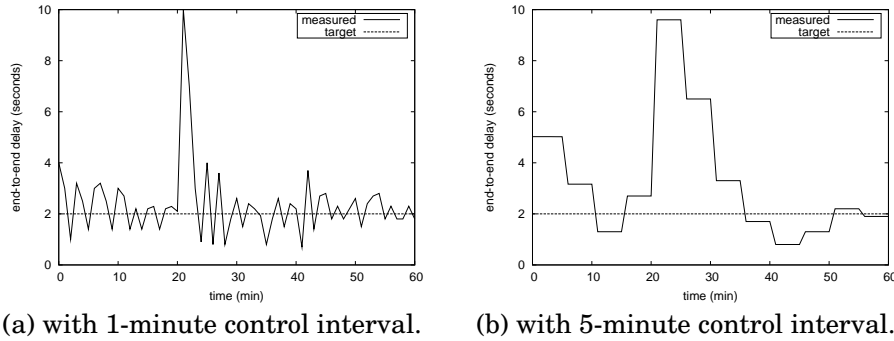 10
8
6
4
2
0
end-to-end delay (seconds)
measured
target
0 10 20 30 40 50 60
time (min)
(a) with 1-minute control interval.
10
8
6
4
2
0
end-to-end delay (seconds)
measured
target
0 10 20 30 40 50 60
time (min)
(b) with 5-minute control interval.